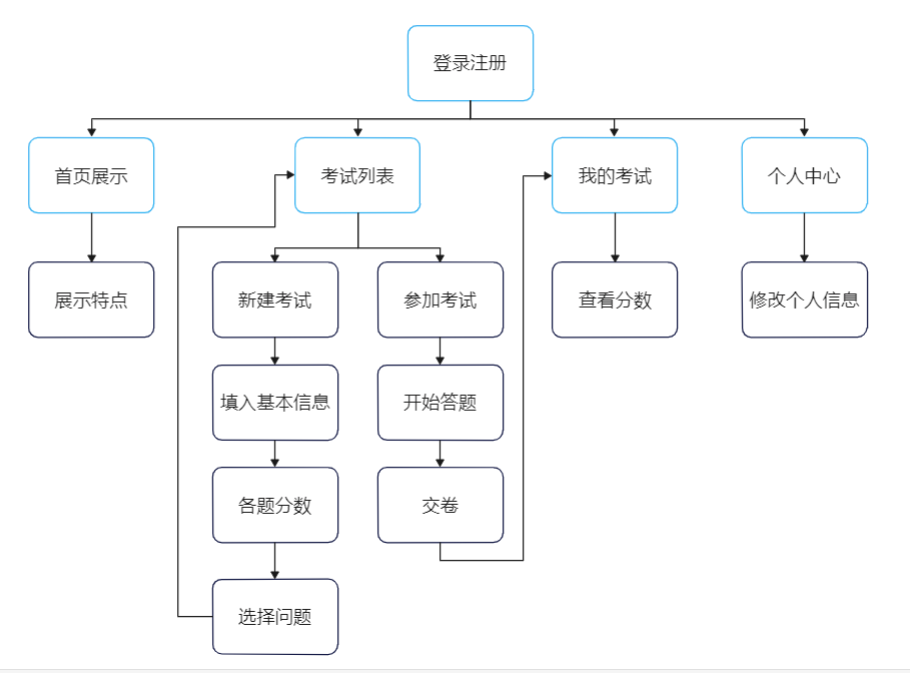 登录注册
首页展示
考试列表
我的考试
个人中心
展示特点
新建考试
参加考试
查看分数
修改个人信息
填入基本信息
开始答题
各题分数
交卷
选择问题